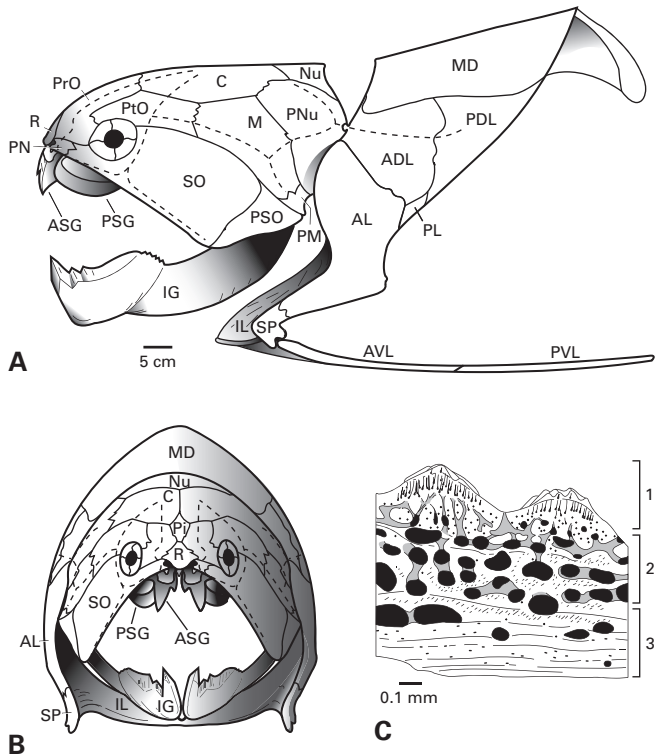 PrO
C
Nu
MD
R
PtO
PN
M
PNu
PDL
ADL
SO
AL
ASG
PSG
PSO
PM
PL
IG
IL
SP
AVL
PVL
5 cm
A
MD
Nu
C
Pi
R
SO
PSG
ASG
AL
SP
IL
IG
B
1
2
3
0.1 mm
C